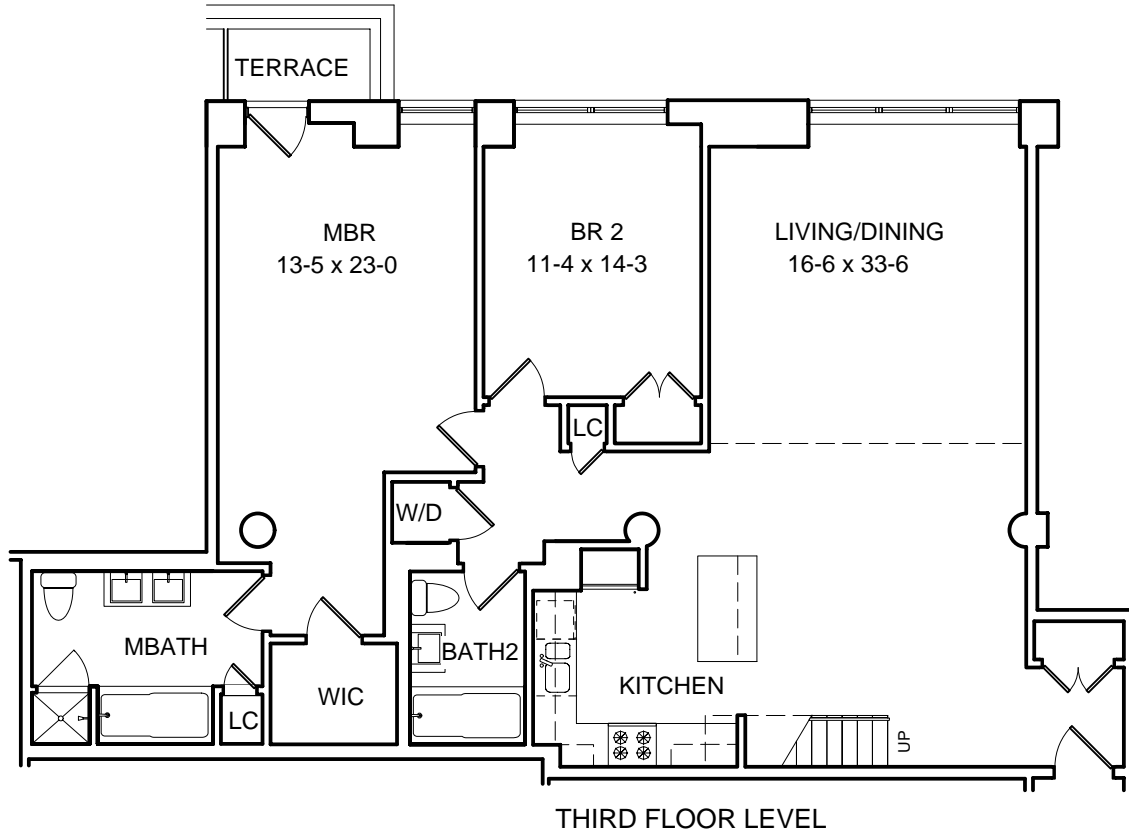 TERRACE
MBR
13-5 x 23-0
BR 2
11-4 x 14-3
LIVING/DINING
16-6 x 33-6
LC
W/D
MBATH
BATH2
WIC
LC
KITCHEN
UP
THIRD FLOOR LEVEL